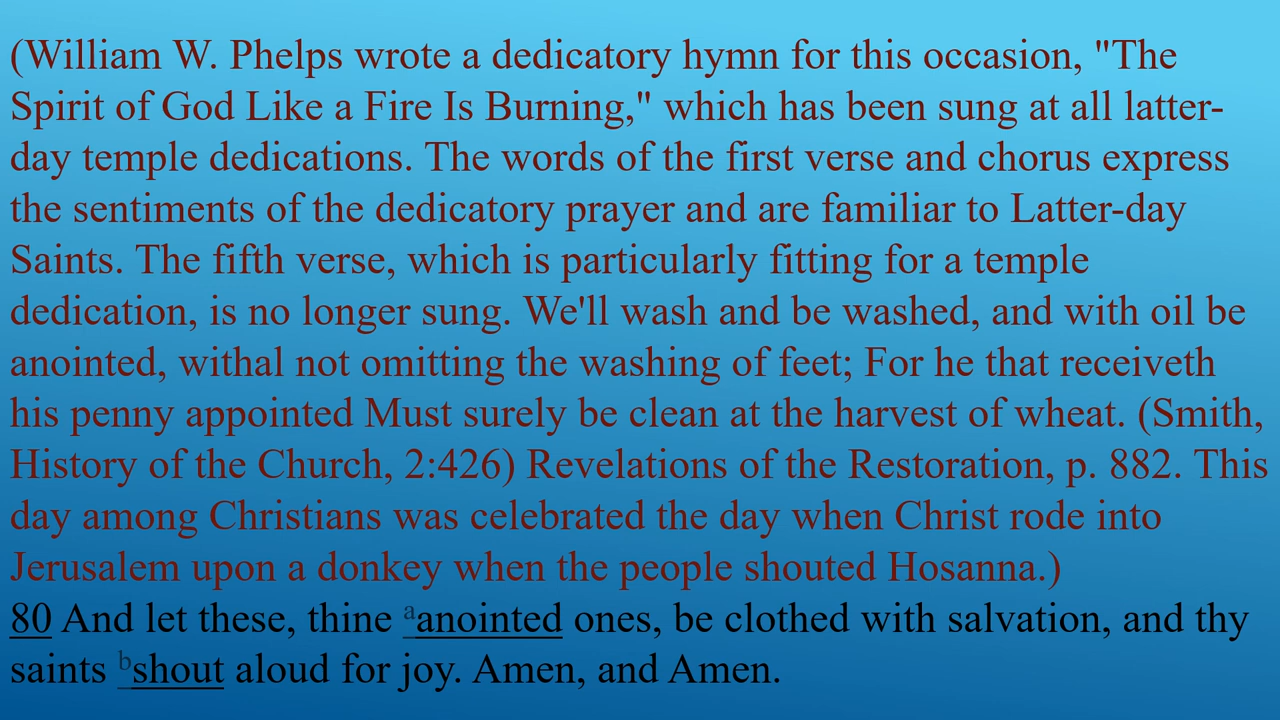 (William W. Phelps wrote a dedicatory hymn for this occasion, "The
Spirit of God Like a Fire Is Burning," which has been sung at all latter-
day temple dedications. The words of the first verse and chorus express
the sentiments of the dedicatory prayer and are familiar to Latter-day
Saints. The fifth verse, which is particularly fitting for a temple
dedication, is no longer sung. We'll wash and be washed, and with oil be
anointed, withal not omitting the washing of feet; For he that receiveth
his penny appointed Must surely be clean at the harvest of wheat. (Smith,
History of the Church, 2:426) Revelations of the Restoration, p. 882. This
day among Christians was celebrated the day when Christ rode into
Jerusalem upon a donkey when the people shouted Hosanna.)
80 And let these, thine aanointed ones, be clothed with salvation, and thy
saints bshout aloud for joy. Amen, and Amen.